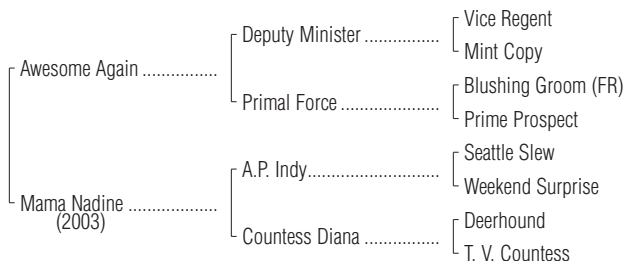 Vice Regent
Deputy Minister ..................
Mint Copy
Awesome Again ................
Blushing Groom (FR)
Primal Force .......................
Prime Prospect
Seattle Slew
A.P. Indy..............................
Weekend Surprise
Mama Nadine ...................
(2003)
Deerhound
Countess Diana .................
T. V. Countess